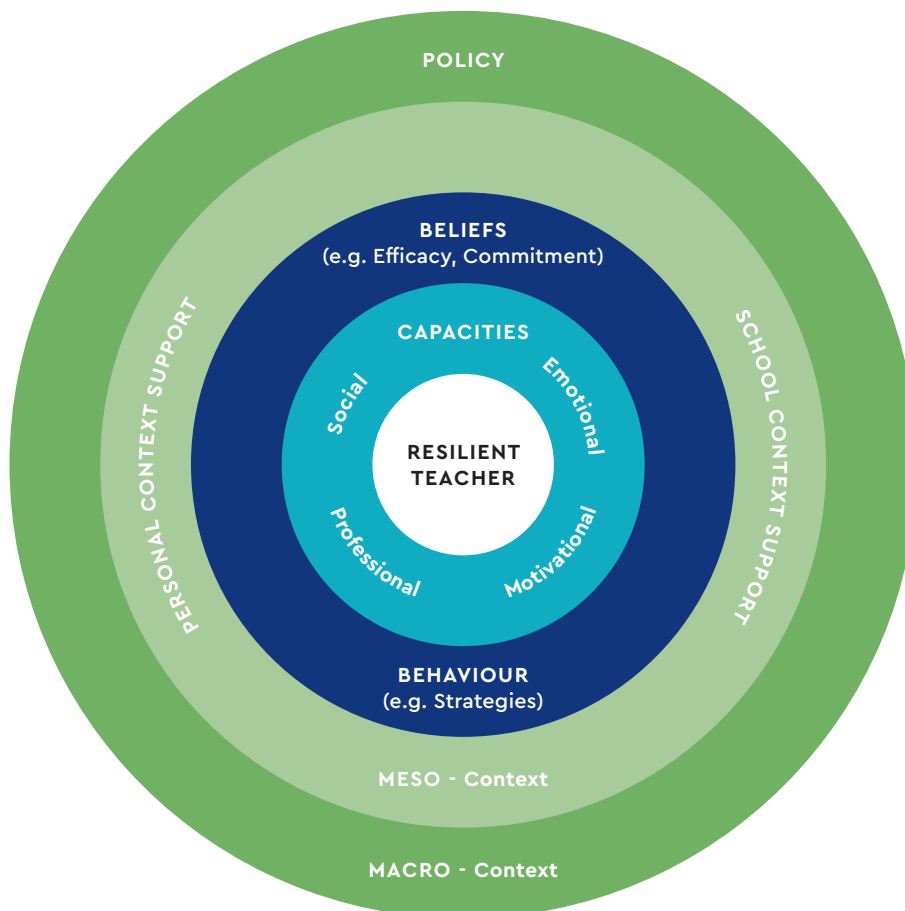 POLICY
BELIEFS
(e.g. Efficacy, Commitment)
PERSONAL CONTEXT SUPPORT
SCHOOL CONTEXT SUPPORT
CAPACITIES
Social
Emotional
RESILIENT
TEACHER
Professional
Motivational
BEHAVIOUR
(e.g. Strategies)
MESO - Context
MACRO - Context